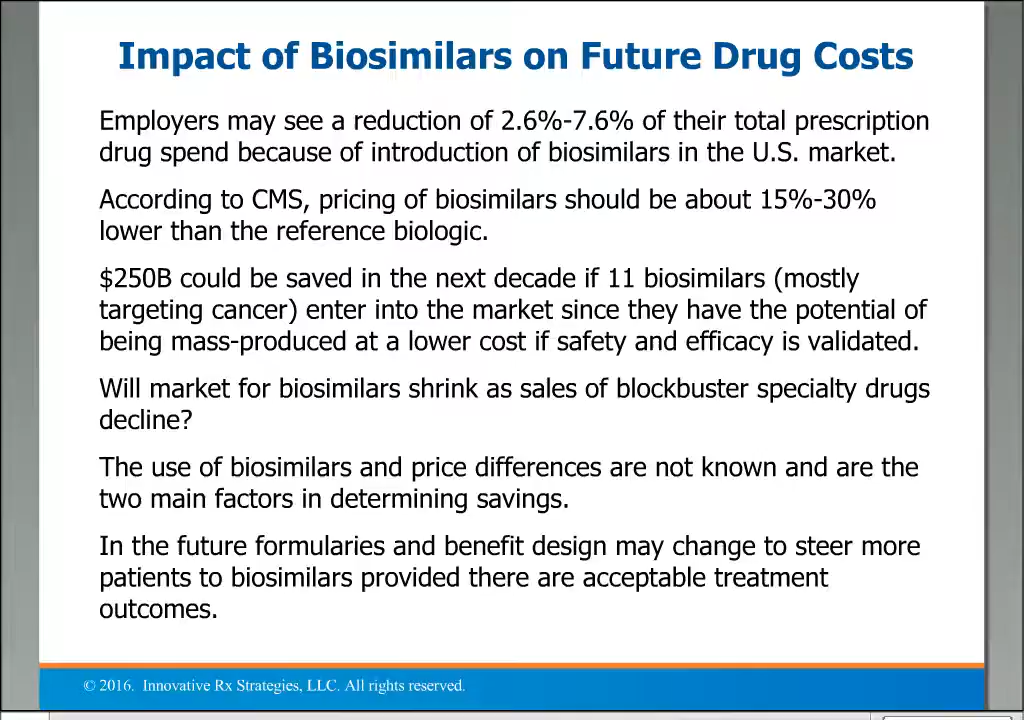 Impact of Biosimilars on Future Drug Costs
Employers may see a reduction of 2.6%-7.6% of their total prescription
drug spend because of introduction of biosimilars in the U.S. market.
According to CMS, pricing of biosimilars should be about 15%-30%
lower than the reference biologic.
$250B could be saved in the next decade if 11 biosimilars (mostly
targeting cancer) enter into the market since they have the potential of
being mass-produced at a lower cost if safety and efficacy is validated.
Will market for biosimilars shrink as sales of blockbuster specialty drugs
decline?
The use of biosimilars and price differences are not known and are the
two main factors in determining savings.
In the future formularies and benefit design may change to steer more
patients to biosimilars provided there are acceptable treatment
outcomes.
© 2016. Innovative Rx Strategies, LLC. All rights reserved.